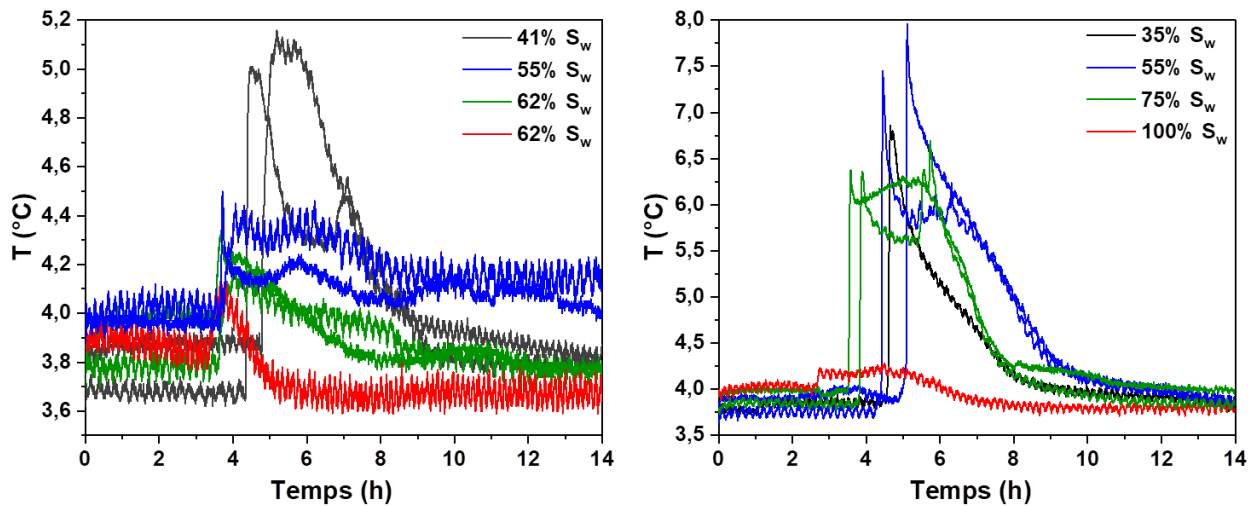 5,2
5,0
4,8
4,6
4,4
4,2
4,0
3,8
3,6
T (°C)
0 2 4 6 8 10 12 14
Temps (h)
41% Sw
55% Sw
62% Sw
62% Sw
8,0
7,5
7,0
6,5
6,0
5,5
5,0
4,5
4,0
3,5
T (°C)
0 2 4 6 8 10 12 14
Temps (h)
35% Sw
55% Sw
75% Sw
100% Sw